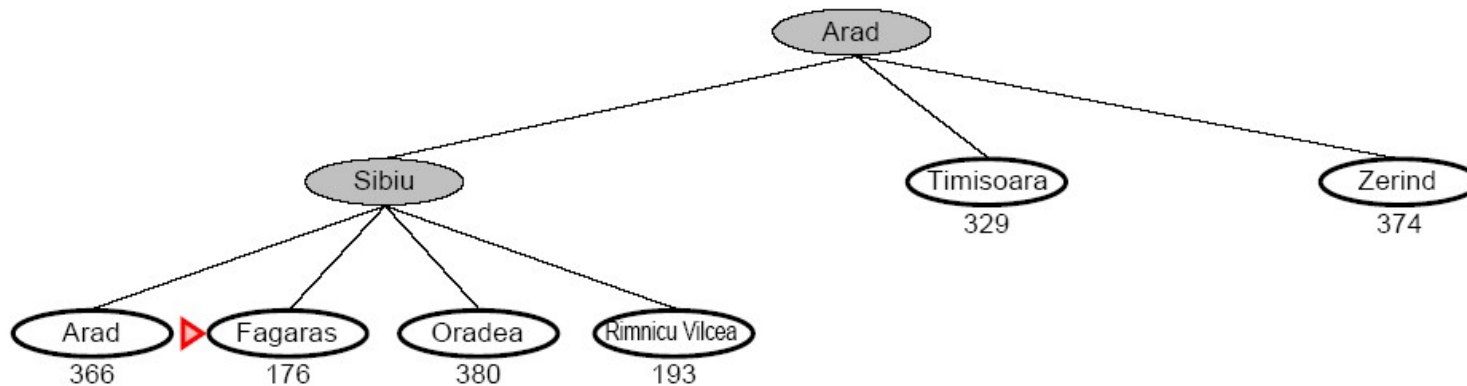 Arad
Sibiu
Timisoara
Zerind
329
374
Arad
Fagaras
Oradea
Rimnicu Vilcea
366
176
380
193